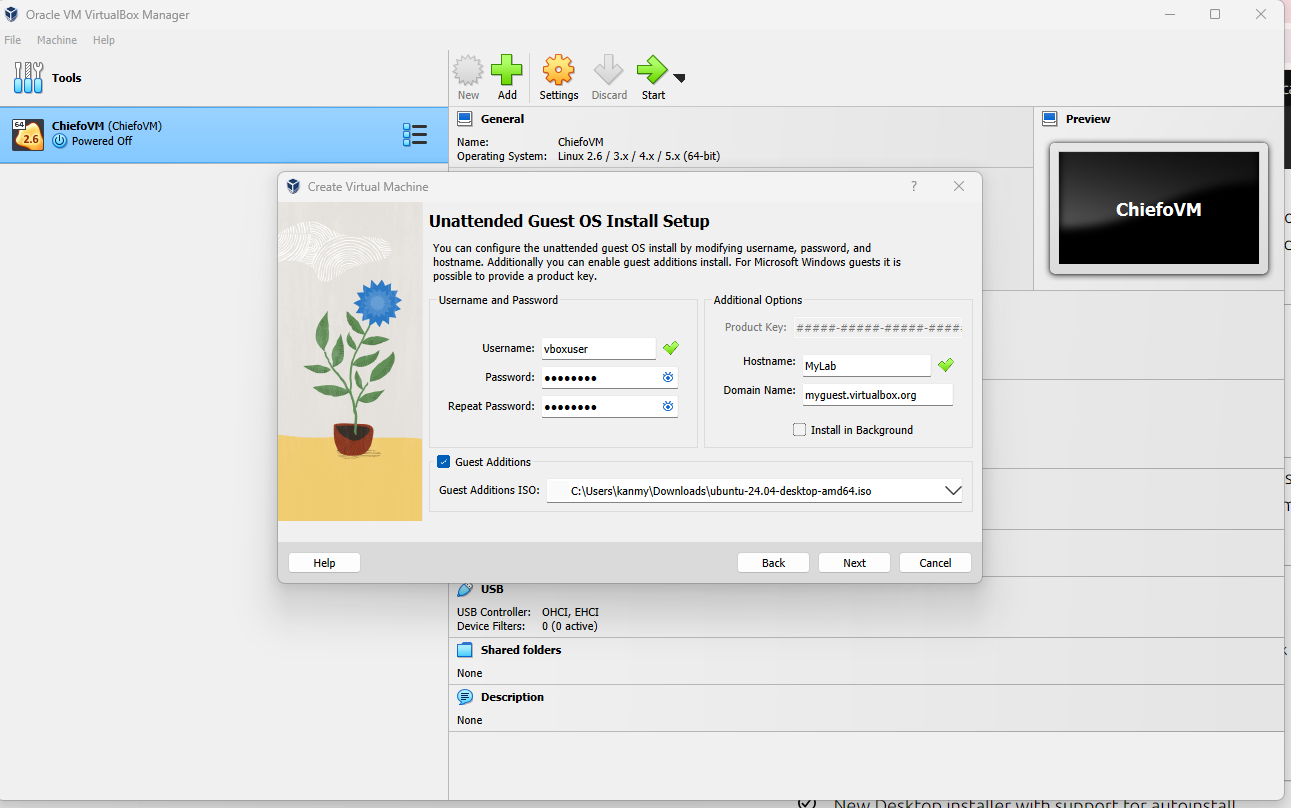 Oracle VM VirtualBox Manager
File Machine Help
Tools
New Add Settings Discard Start
64
2.6
ChiefoVM (ChiefoVM)
Powered Off
General
Name: ChiefoVM
Operating System: Linux 2.6 / 3.x / 4.x / 5.x (64-bit)
Preview
ChiefoVM
Create Virtual Machine
?
Unattended Guest OS Install Setup
You can configure the unattended guest OS install by modifying username, password, and
hostname. Additionally you can enable guest additions install. For Microsoft Windows guests it is
possible to provide a product key.
Username and Password
Username: vboxuser
Password: ●●●●●●●●
Repeat Password: ●●●●●●●●
Additional Options
Product Key: #####-#####-#####-####
Hostname: MyLab
Domain Name: myguest.virtualbox.org
Install in Background
Guest Additions
Guest Additions ISO: C:\Users\kanmy\Downloads\ubuntu-24.04-desktop-amd64.iso
Help Back Next Cancel
USB
USB Controller: OHCI, EHCI
Device Filters: 0 (0 active)
Shared folders
None
Description
None
New Desktop installer with support for autoinstall